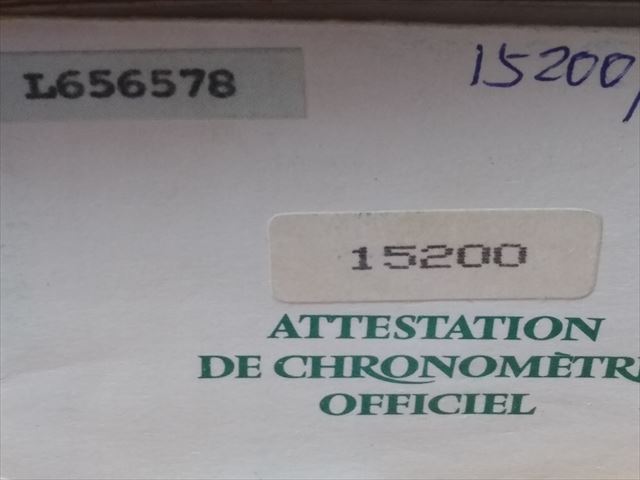 L656578
15200/
15200
ATTESTATION
DE CHRONOMÈTR
OFFICIEL